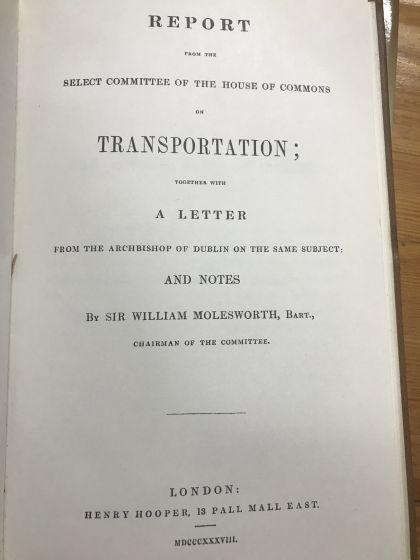 REPORT
FROM THE
SELECT COMMITTEE OF THE HOUSE OF COMMONS
ON
TRANSPORTATION;
TOGETHER WITH
A LETTER
FROM THE ARCHBISHOP OF DUBLIN ON THE SAME SUBJECT:
AND NOTES
By SIR WILLIAM MOLESWORTH, Bart.,
CHAIRMAN OF THE COMMITTEE.
LONDON:
HENRY HOOPER, 13 PALL MALL EAST.
MDCCCXXXVIII.